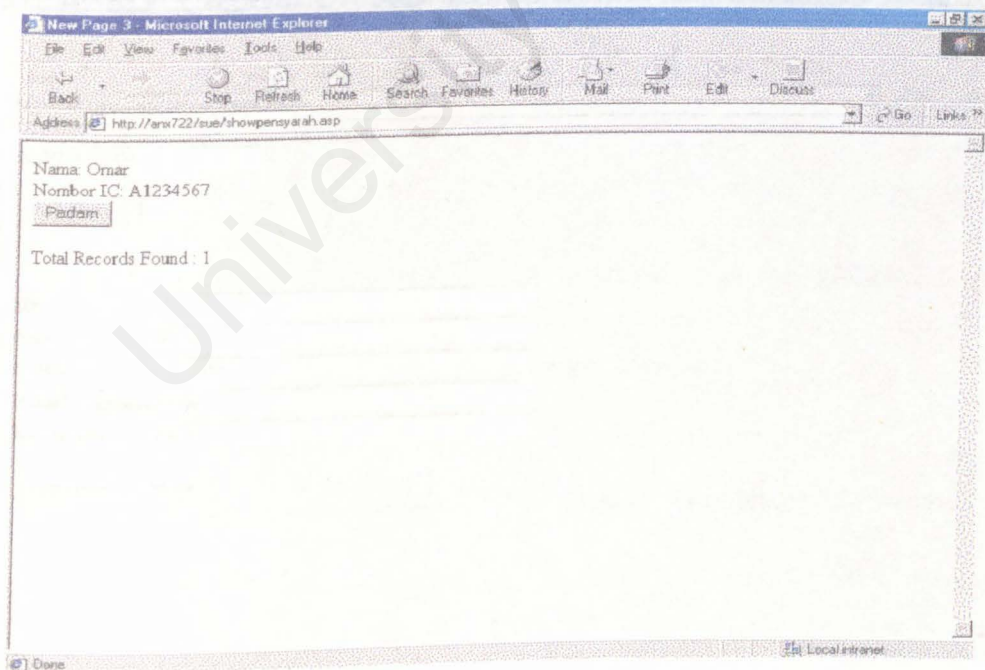 New Page 3 - Microsoft Internet Explorer
File Edit View Favorites Tools Help
Back Stop Refresh Home Search Favorites History Mail Print Edit Discuss
Address http://anx722/sue/showpensyarah.asp Go Links »
Nama: Omar
Nombor IC: A1234567
Padam
Total Records Found : 1
Done Local intranet
University